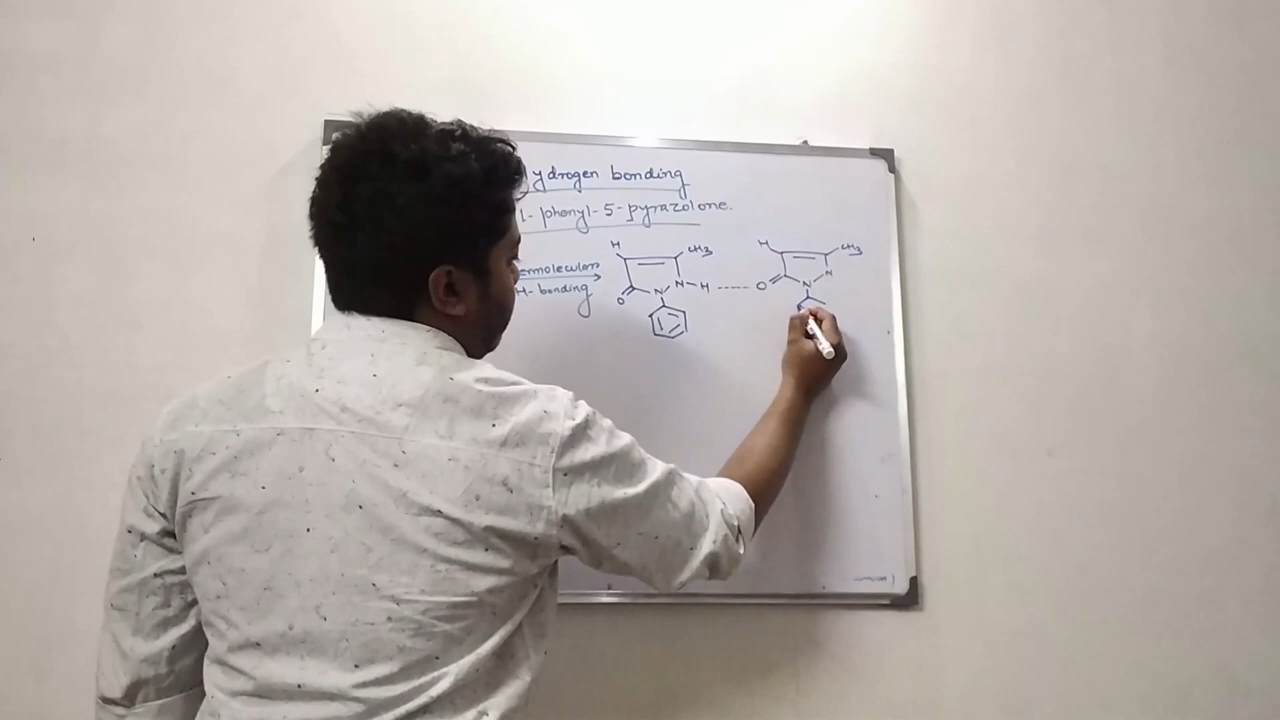 ydrogen bonding
1- phenyl-5-pyrazolone.
ermolecular
H- bonding
H CH3 H CH3
O N N-H ----- O N N